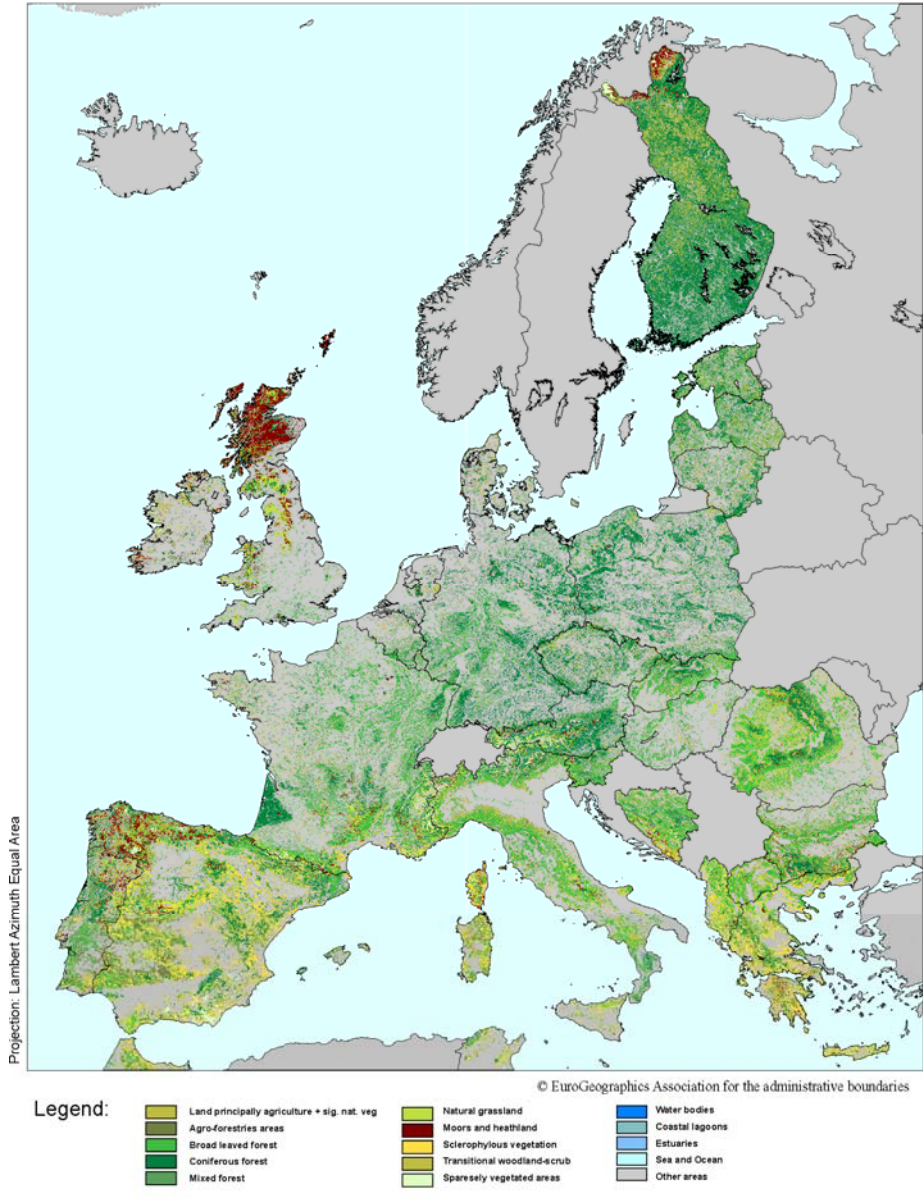 Projection: Lambert Azimuth Equal Area
© EuroGeographics Association for the administrative boundaries
Legend:
Land principally agriculture + sig. nat. veg
Agro-forestries areas
Broad leaved forest
Coniferous forest
Mixed forest
Natural grassland
Moors and heathland
Sclerophylous vegetation
Transitional woodland-scrub
Sparesely vegetated areas
Water bodies
Coastal lagoons
Estuaries
Sea and Ocean
Other areas